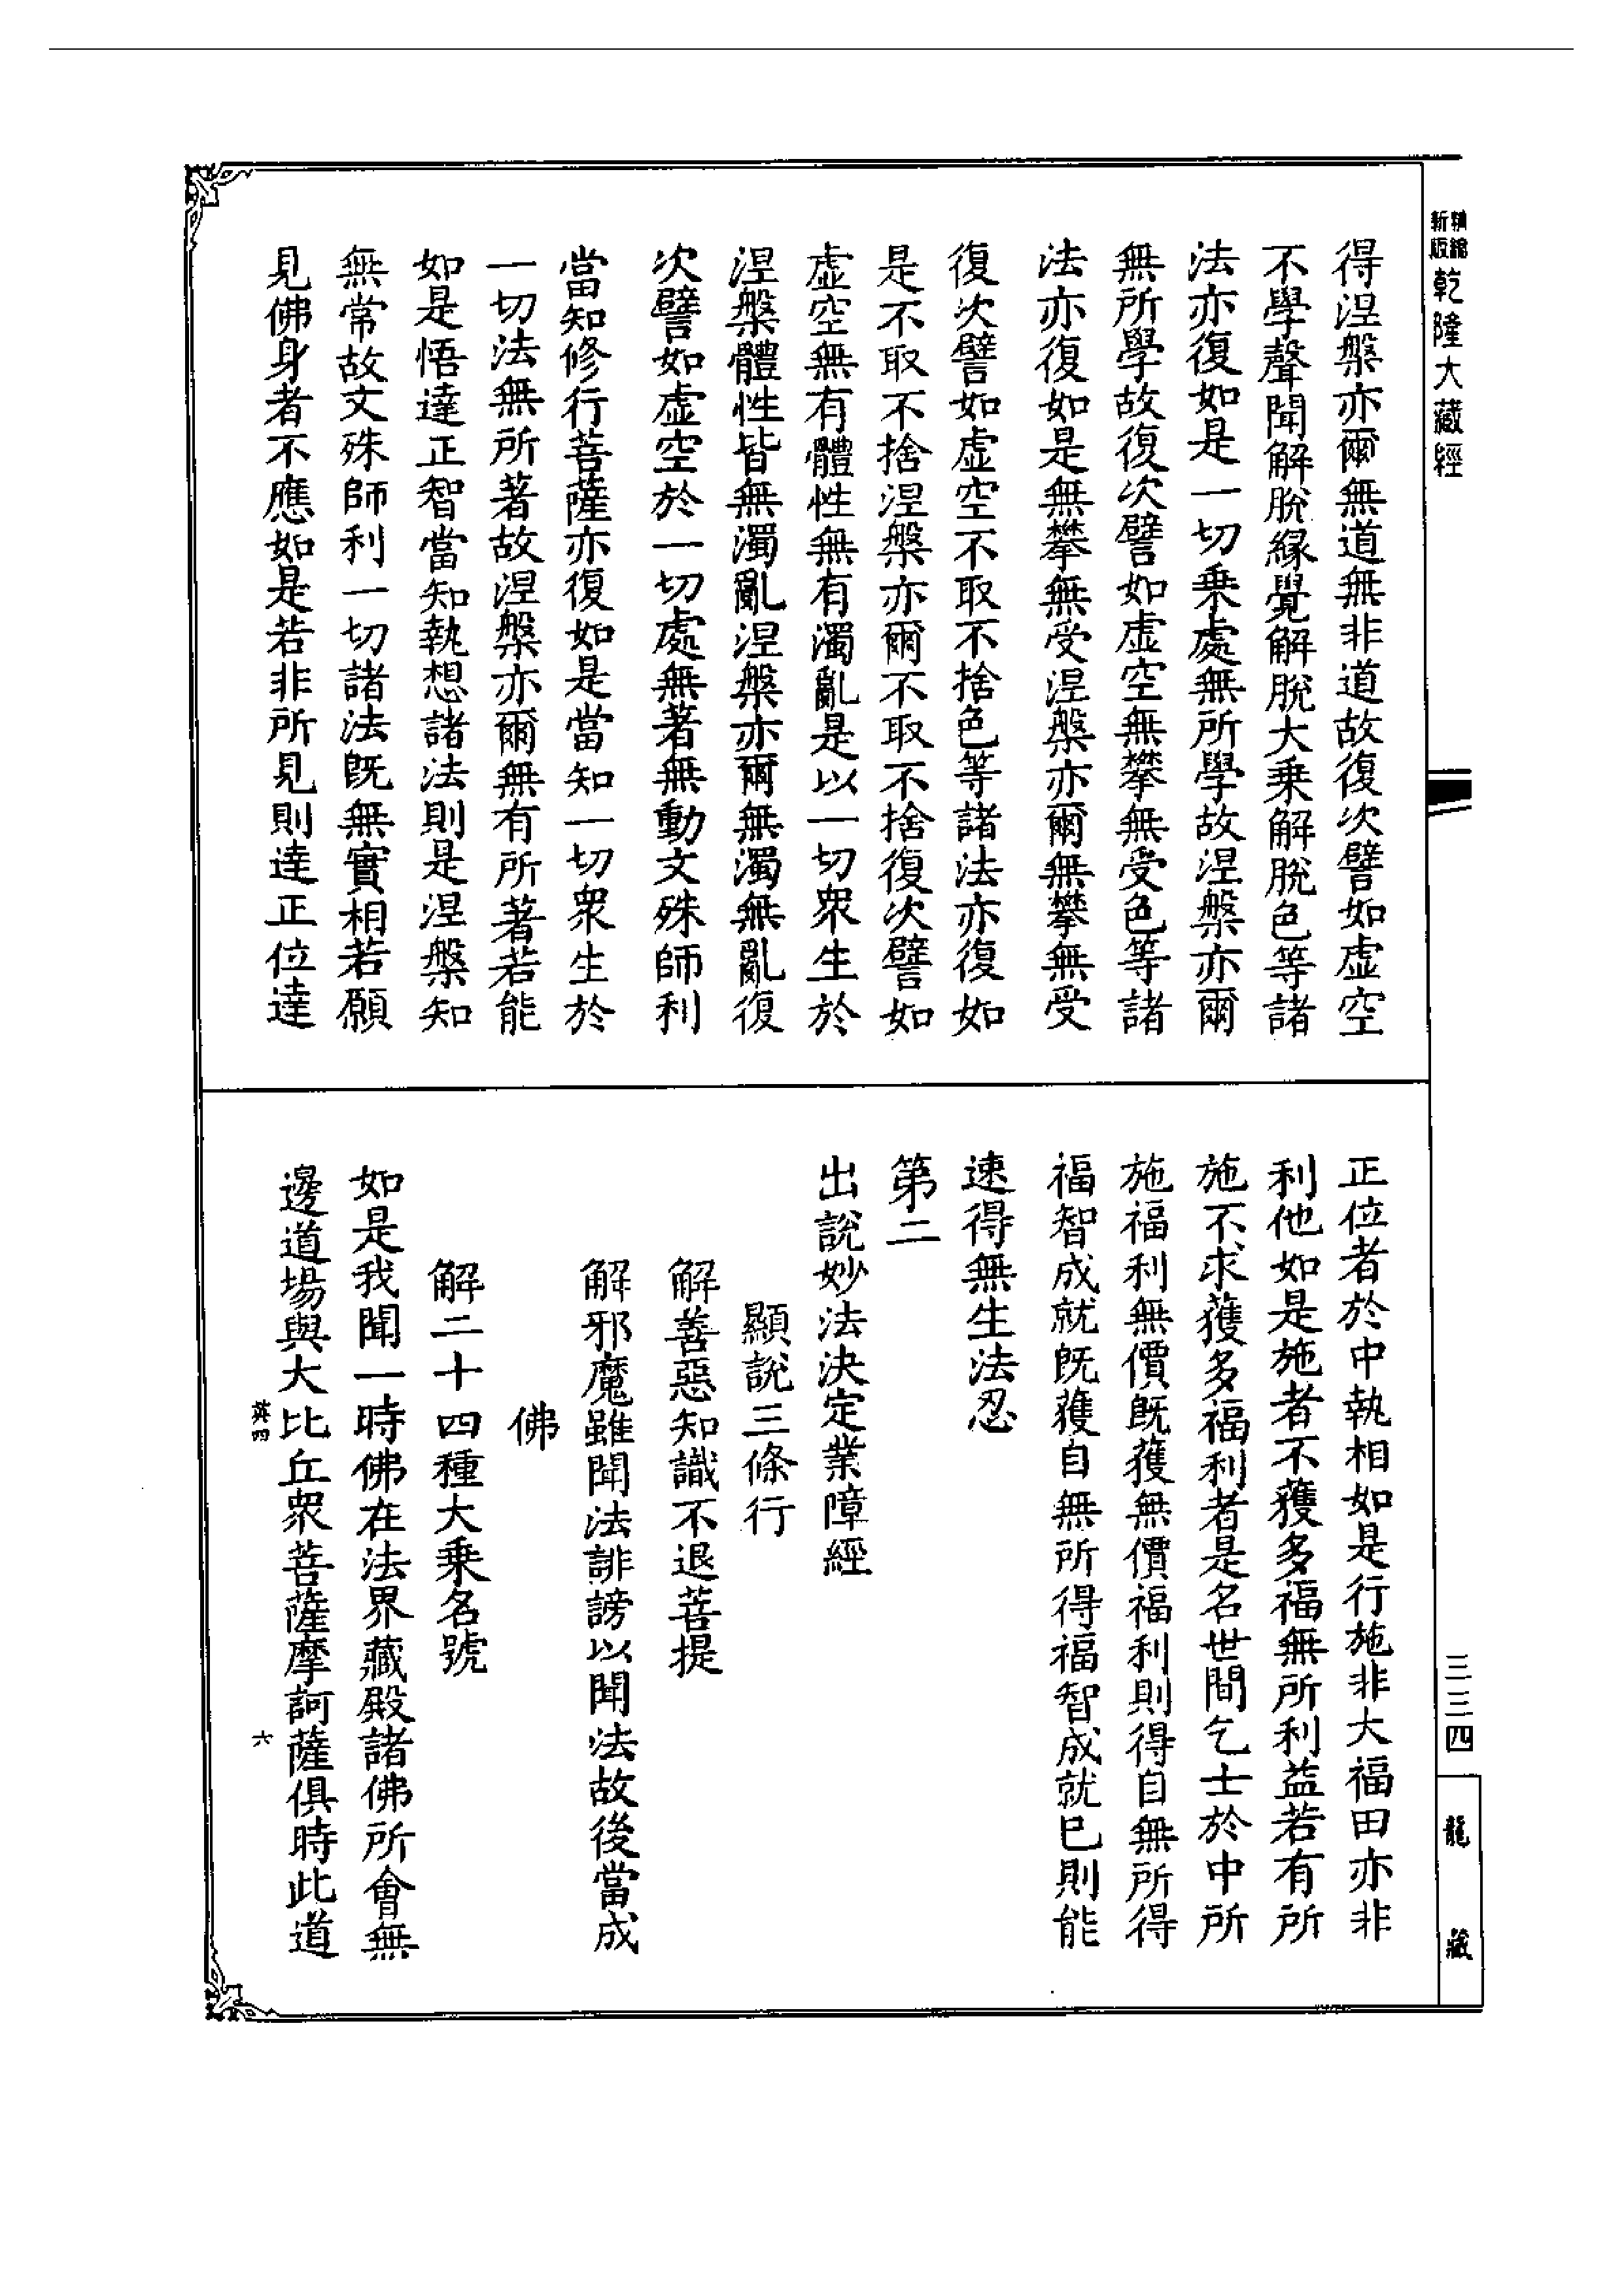 精縮
新版
乾隆大藏經
得涅槃亦爾無道無非道故復次譬如虛空
不學聲聞解脫緣覺解脫大乘解脫色等諸
法亦復如是一切乘處無所學故涅槃亦爾
無所學故復次譬如虛空無攀無受色等諸
法亦復如是無攀無受涅槃亦爾無攀無受
復次譬如虛空不取不捨色等諸法亦復如
是不取不捨涅槃亦爾不取不捨復次譬如
虛空無有體性無有濁亂是以一切眾生於
涅槃體性皆無濁亂涅槃亦爾無濁無亂復
次譬如虛空於一切處無著無動文殊師利
當知修行菩薩亦復如是當知一切眾生於
一切法無所著故涅槃亦爾無有所著若能
如是悟達正智當知執想諸法則是涅槃知
無常故文殊師利一切諸法既無實相若願
見佛身者不應如是若非所見則達正位達
正位者於中執相如是行施非大福田亦非
利他如是施者不獲多福無所利益若有所
施不求獲多福利者是名世間乞士於中所
施福利無價既獲無價福利則得自無所得
福智成就既獲自無所得福智成就已則能
速得無生法忍
第二
出說妙法決定業障經
顯說三條行
解善惡知識不退菩提
解邪魔雖聞法誹謗以聞法故後當成
佛
解二十四種大乘名號
如是我聞一時佛在法界藏殿諸佛所會無
邊道場與大比丘眾菩薩摩訶薩俱時此道
英四
六
三三四
龍藏